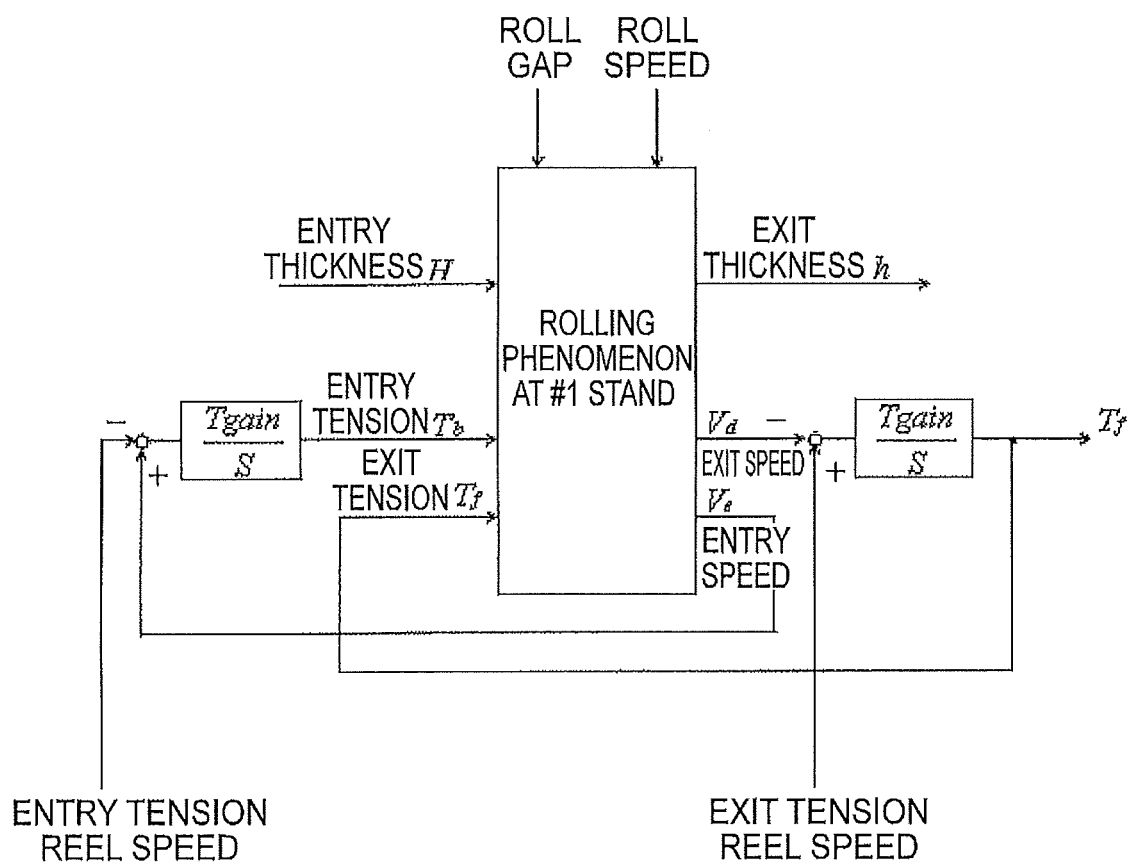 ROLL
GAP
ROLL
SPEED
ENTRY
THICKNESS H
EXIT
THICKNESS h
ROLLING
PHENOMENON
AT #1 STAND
ENTRY
TENSION Tb
EXIT
TENSION Tf
−
+
Tgain
S
Vd −
EXIT SPEED
Ve
ENTRY
SPEED
+
Tgain
S
Tf
ENTRY TENSION
REEL SPEED
EXIT TENSION
REEL SPEED